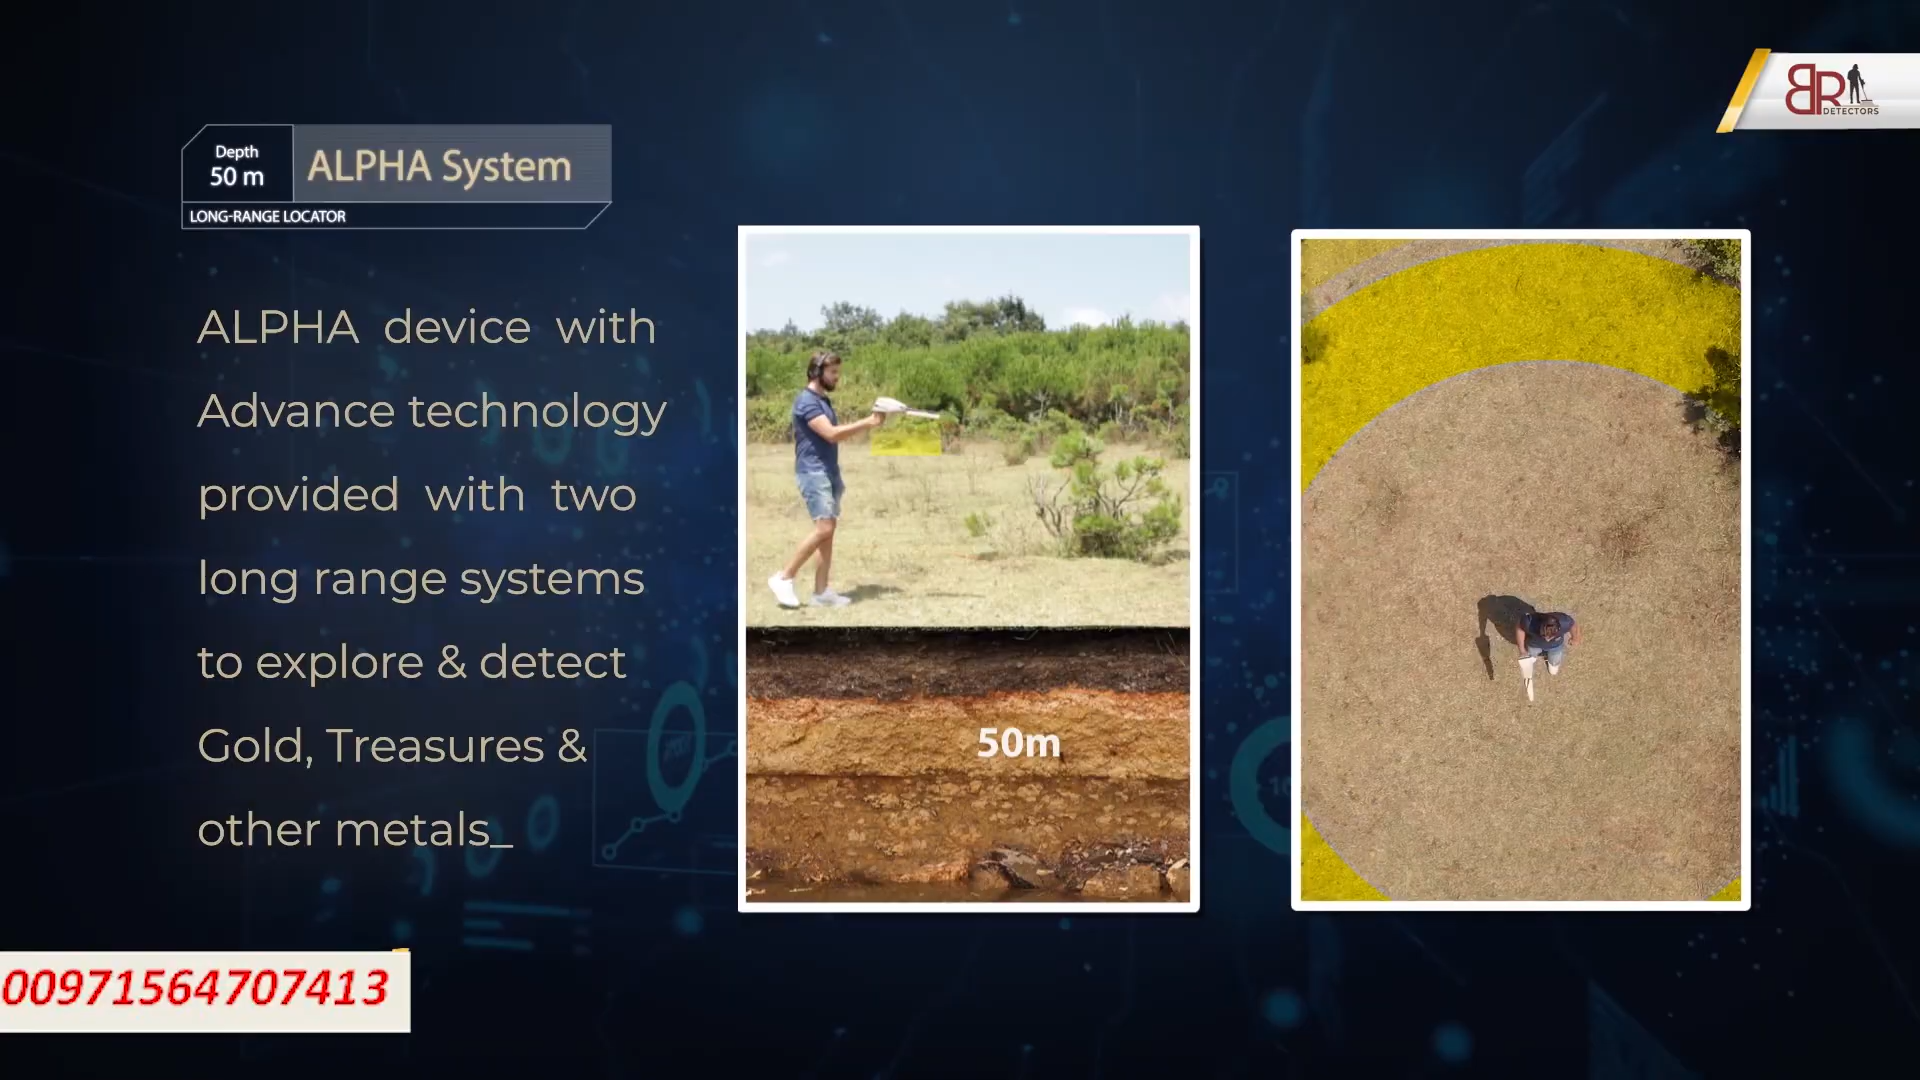 BR
DETECTORS
Depth
50 m
ALPHA System
LONG-RANGE LOCATOR
ALPHA device with
Advance technology
provided with two
long range systems
to explore & detect
Gold, Treasures &
other metals_
50m
00971564707413